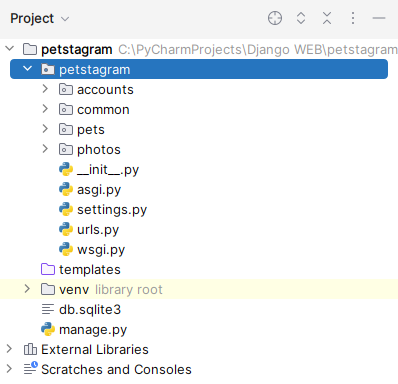 Project
petstagram C:\PyCharmProjects\Django WEB\petstagram
petstagram
accounts
common
pets
photos
__init__.py
asgi.py
settings.py
urls.py
wsgi.py
templates
venv library root
db.sqlite3
manage.py
External Libraries
Scratches and Consoles